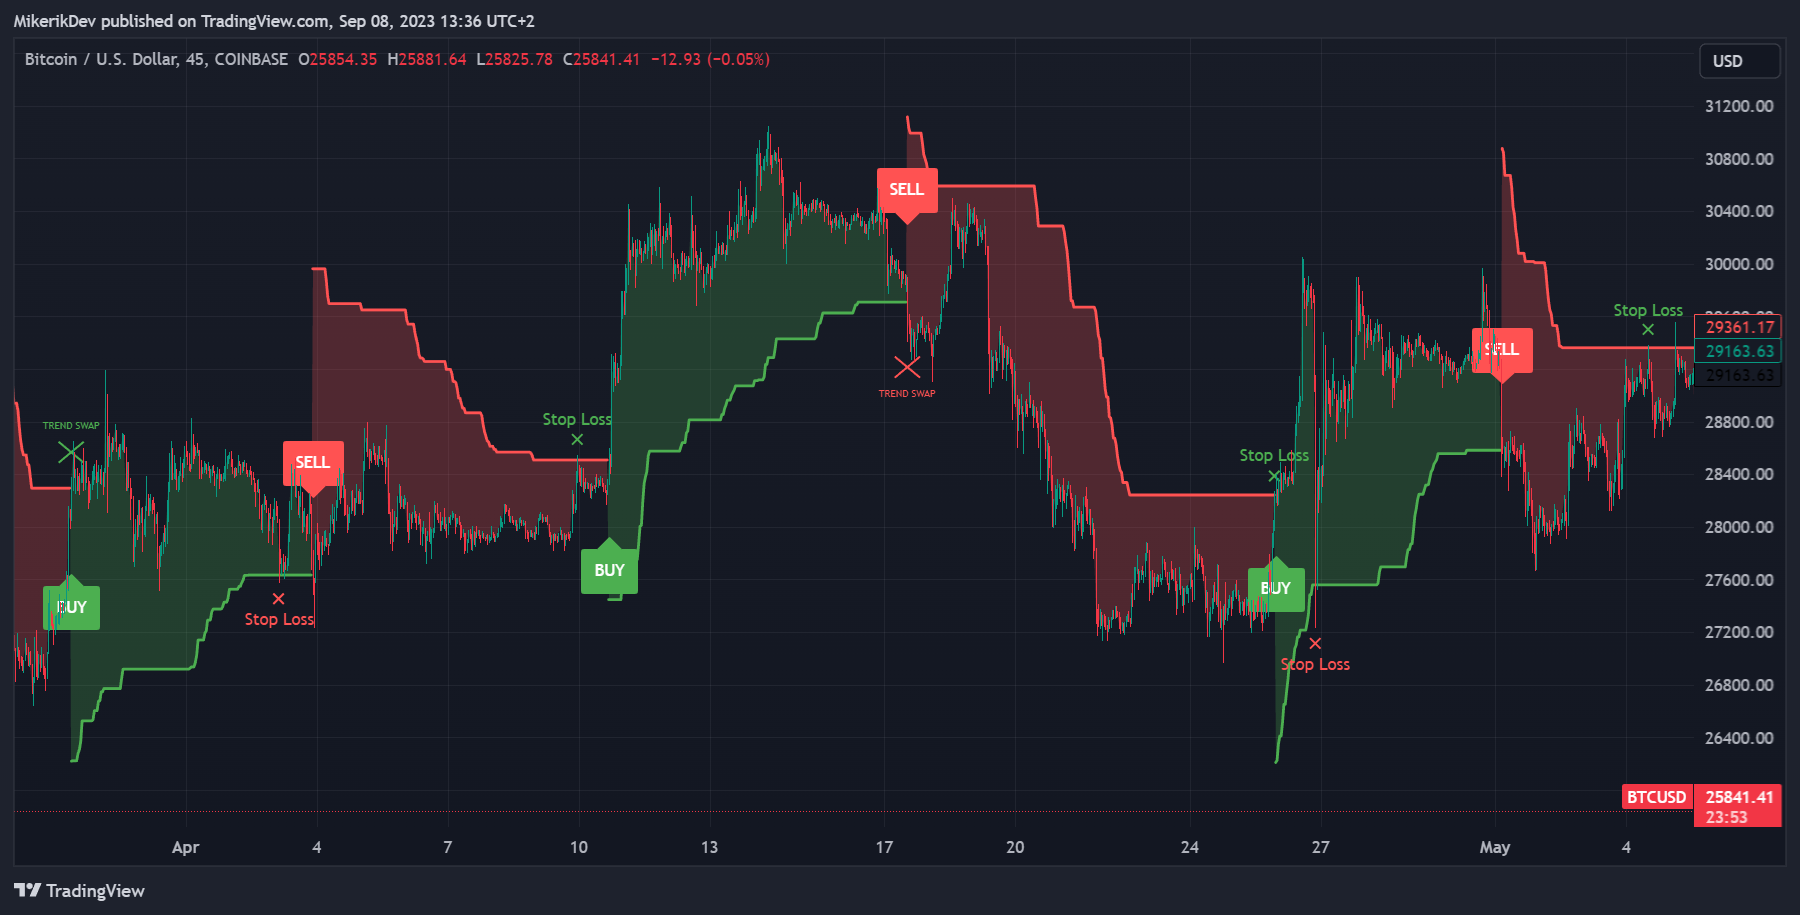 MikerikDev published on TradingView.com, Sep 08, 2023 13:36 UTC+2
Bitcoin / U.S. Dollar, 45, COINBASE O25854.35 H25881.64 L25825.78 C25841.41 −12.93 (−0.05%)
USD
31200.00
30800.00
30400.00
30000.00
29361.17
29163.63
29163.63
28800.00
28400.00
28000.00
27600.00
27200.00
26800.00
26400.00
BTCUSD 25841.41
23:53
TREND SWAP
BUY
SELL
Stop Loss
Stop Loss
BUY
SELL
TREND SWAP
Stop Loss
BUY
Stop Loss
SELL
Stop Loss
Apr 4 7 10 13 17 20 24 27 May 4
TradingView